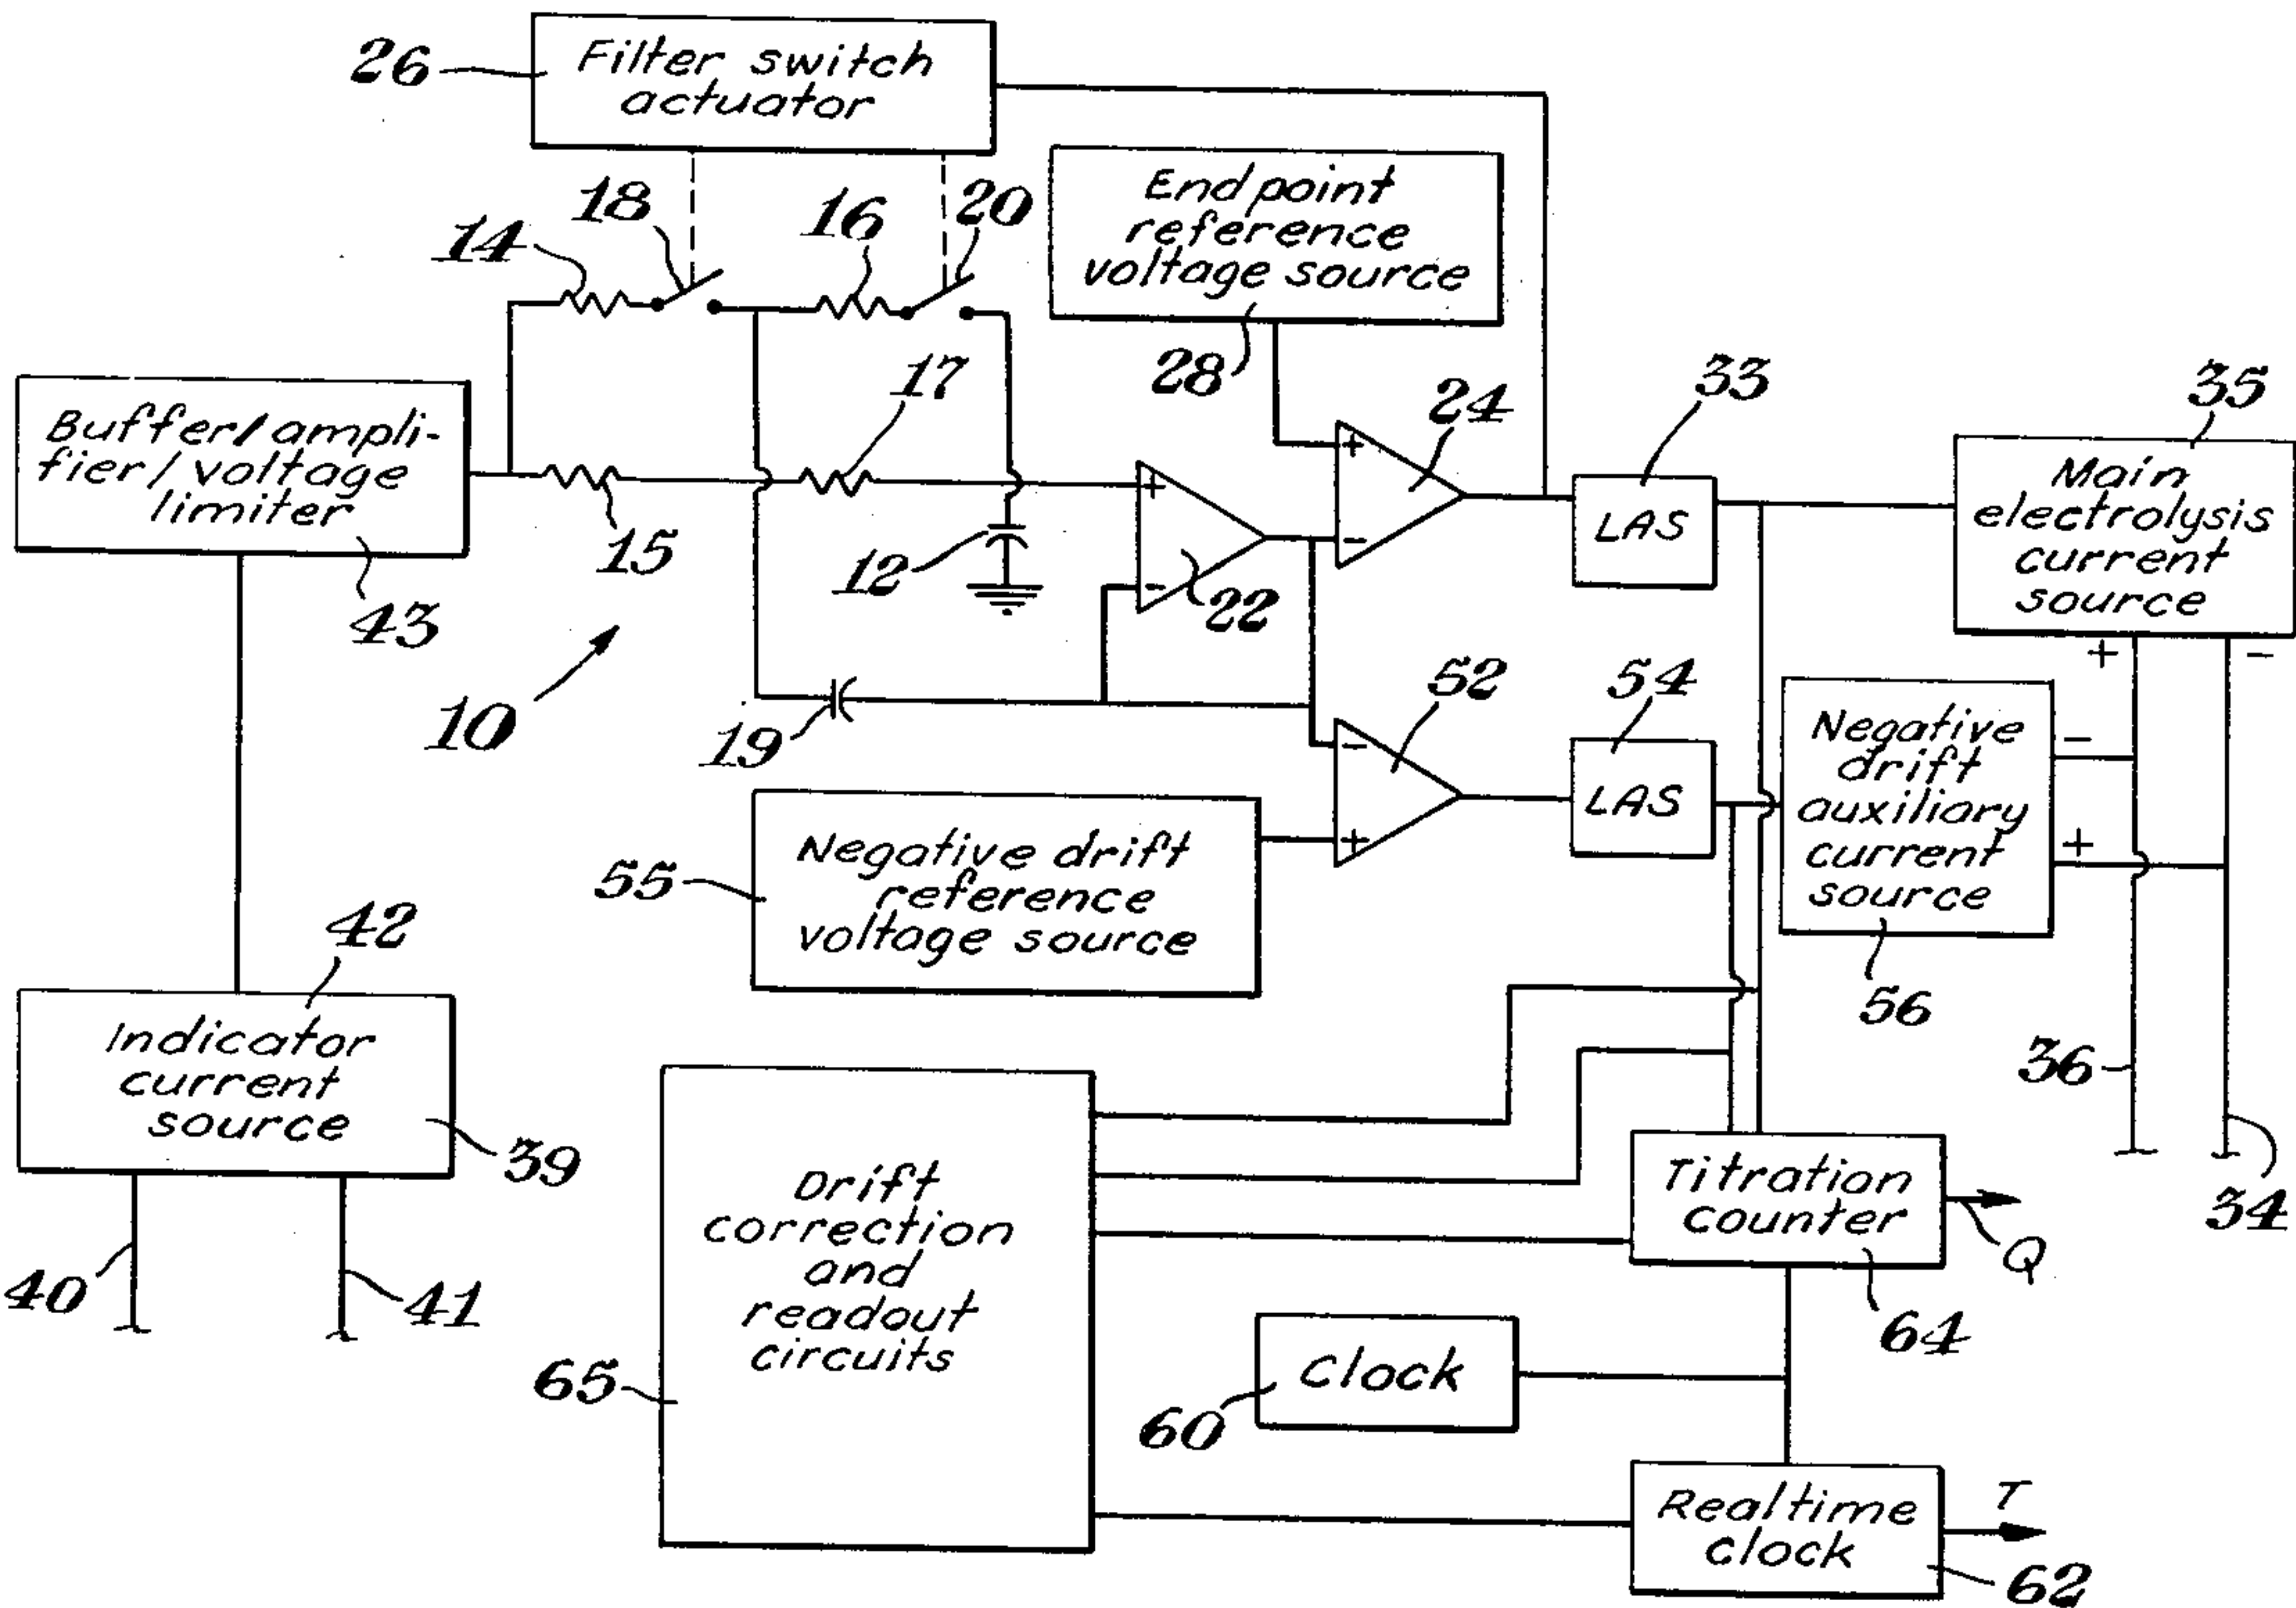 26
Filter switch
actuator
18
16
20
14
Endpoint
reference
voltage source
28
17
24
33
35
Buffer/ampli-
fier/voltage
limiter
43
15
12
22
LAS
Main
electrolysis
current
source
+
-
+
-
+
-
10
19
52
54
LAS
-
+
Negative
drift
auxiliary
current
source
-
+
56
55
Negative drift
reference
voltage source
42
Indicator
current
source
39
40
41
36
34
Drift
correction
and
readout
circuits
65
Titration
counter
Q
64
Clock
60
Realtime
clock
T
62